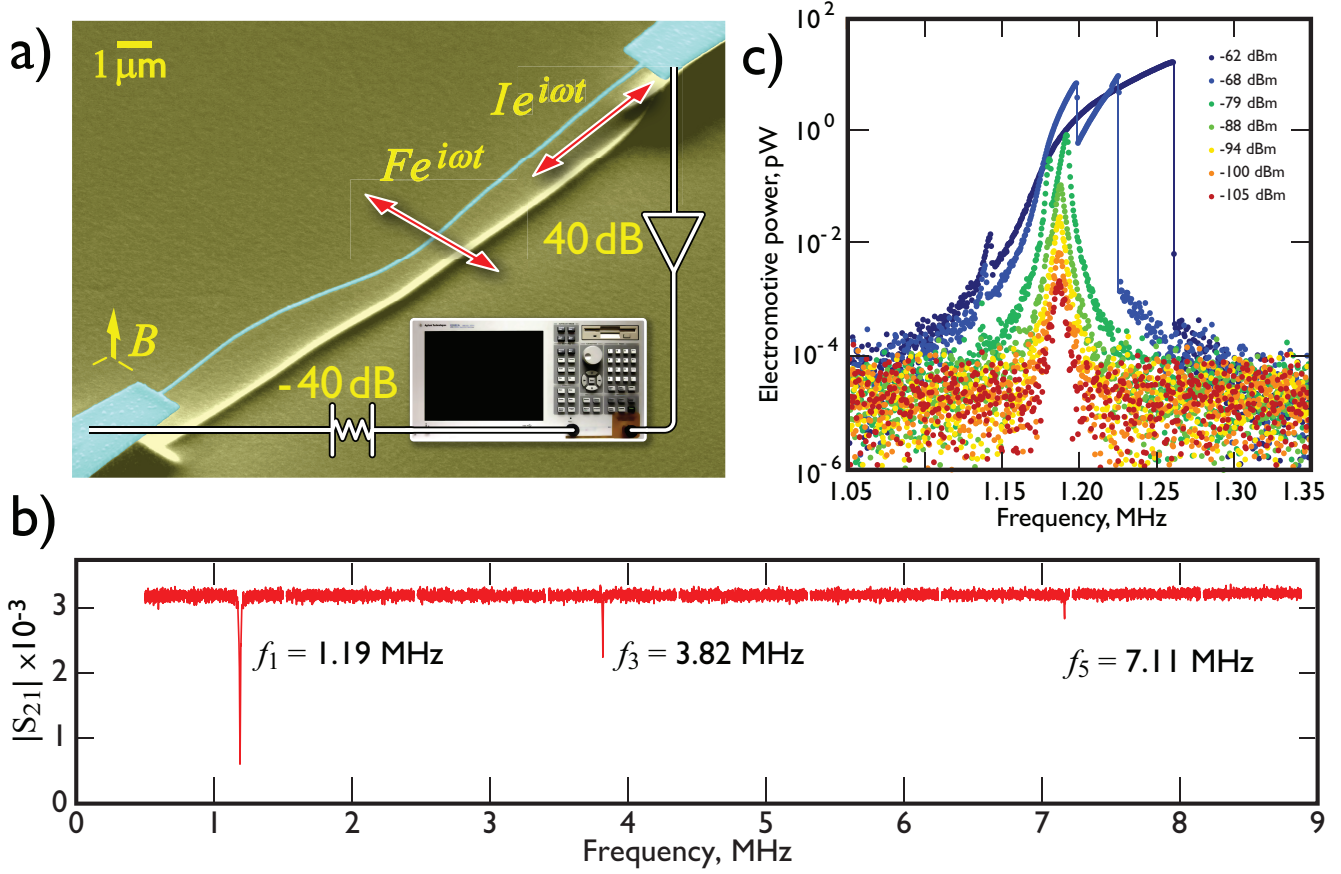 a)
1 μm
Ie^{iωt}
Fe^{iωt}
40 dB
B
-40 dB
c)
Electromotive power, pW
10^2
10^0
10^-2
10^-4
10^-6
-62 dBm
-68 dBm
-79 dBm
-88 dBm
-94 dBm
-100 dBm
-105 dBm
1.05 1.10 1.15 1.20 1.25 1.30 1.35
Frequency, MHz
b)
|S21| ×10-3
3
2
1
0
f1 = 1.19 MHz
f3 = 3.82 MHz
f5 = 7.11 MHz
0 1 2 3 4 5 6 7 8 9
Frequency, MHz